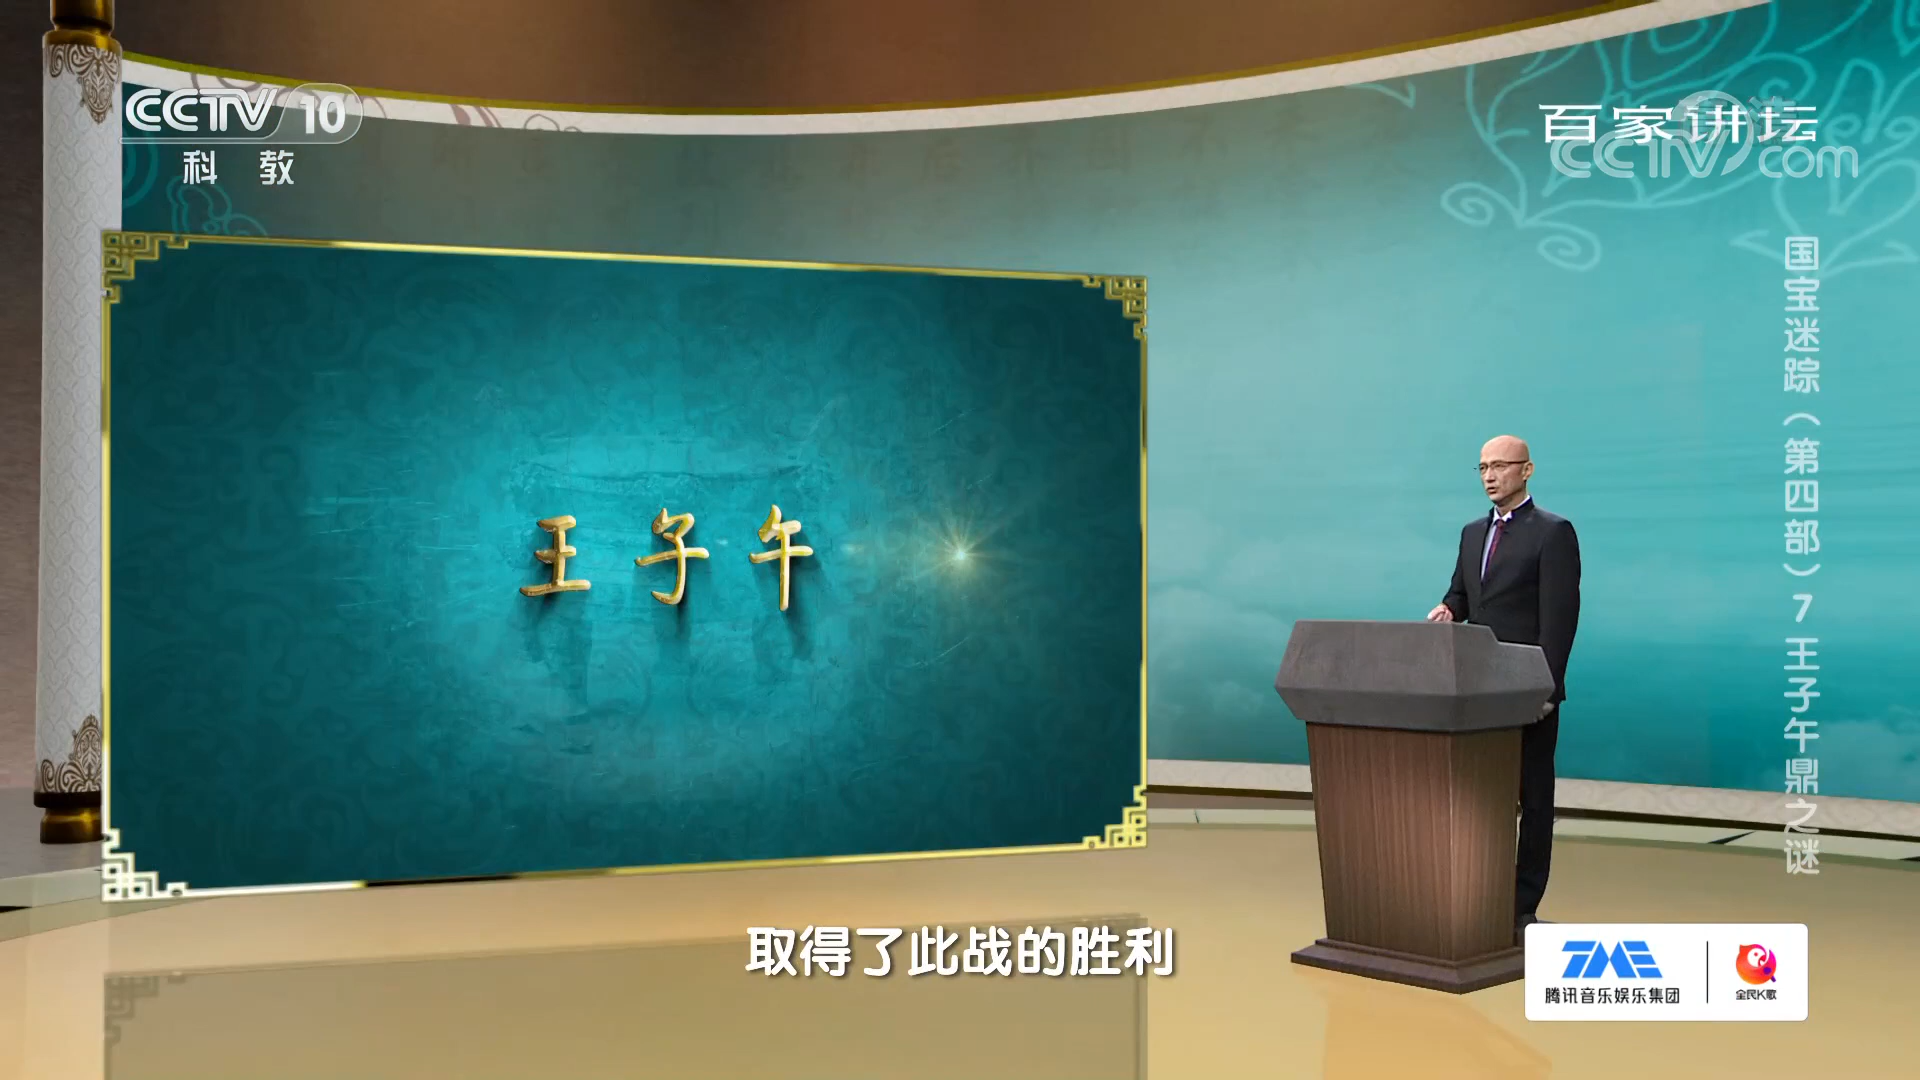 CCTV 10
科 教
百家讲坛
CCTV com
国宝迷踪（第四部）7 王子午鼎之谜
王子午
取得了此战的胜利
TME
腾讯音乐娱乐集团
全民K歌